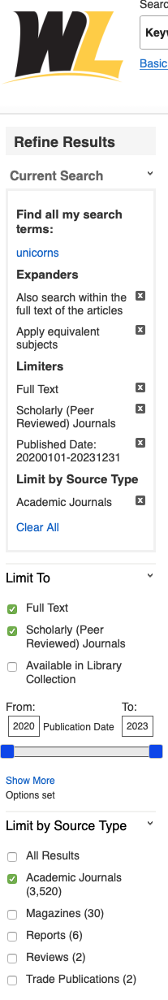 WL
Searc
Keyw
Basic
Refine Results
Current Search
Find all my search
terms:
unicorns
Expanders
Also search within the
full text of the articles
Apply equivalent
subjects
Limiters
Full Text
Scholarly (Peer
Reviewed) Journals
Published Date:
20200101-20231231
Limit by Source Type
Academic Journals
Clear All
Limit To
Full Text
Scholarly (Peer
Reviewed) Journals
Available in Library
Collection
From: To:
2020 Publication Date 2023
Show More
Options set
Limit by Source Type
All Results
Academic Journals
(3,520)
Magazines (30)
Reports (6)
Reviews (2)
Trade Publications (2)